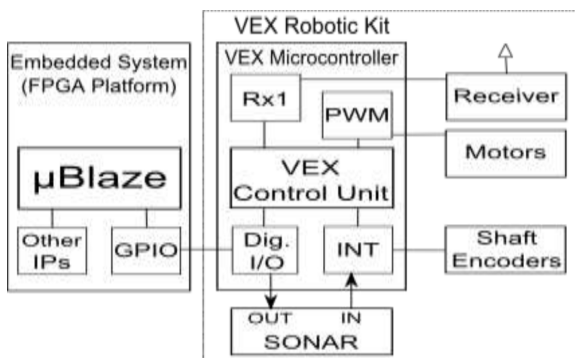 VEX Robotic Kit
Embedded System
(FPGA Platform)
µBlaze
Other
IPs
GPIO
VEX Microcontroller
Rx1
PWM
VEX
Control Unit
Dig.
I/O
INT
Receiver
Motors
Shaft
Encoders
OUT IN
SONAR